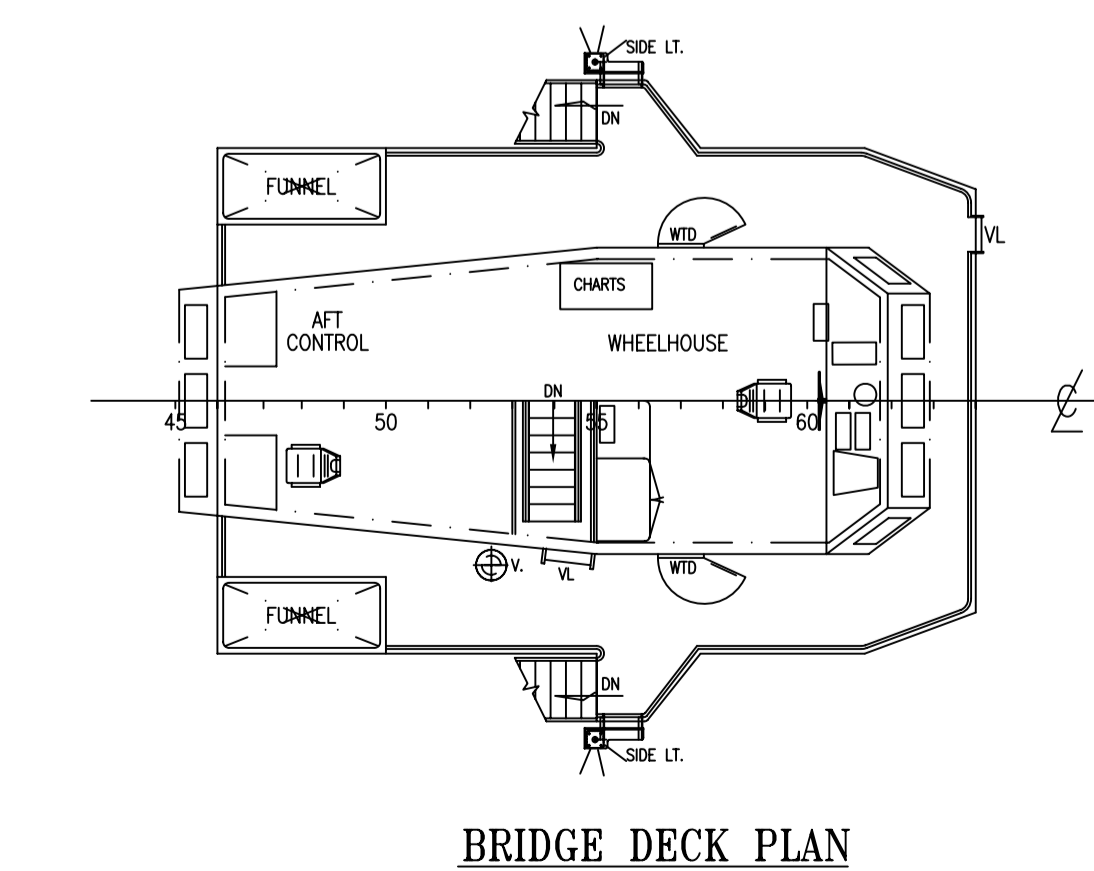 SIDE LT.
DN
FUNNEL
WTD
VL
CHARTS
AFT
CONTROL
WHEELHOUSE
DN
45
50
55
60
℄
V.
VL
WTD
FUNNEL
DN
SIDE LT.
BRIDGE DECK PLAN